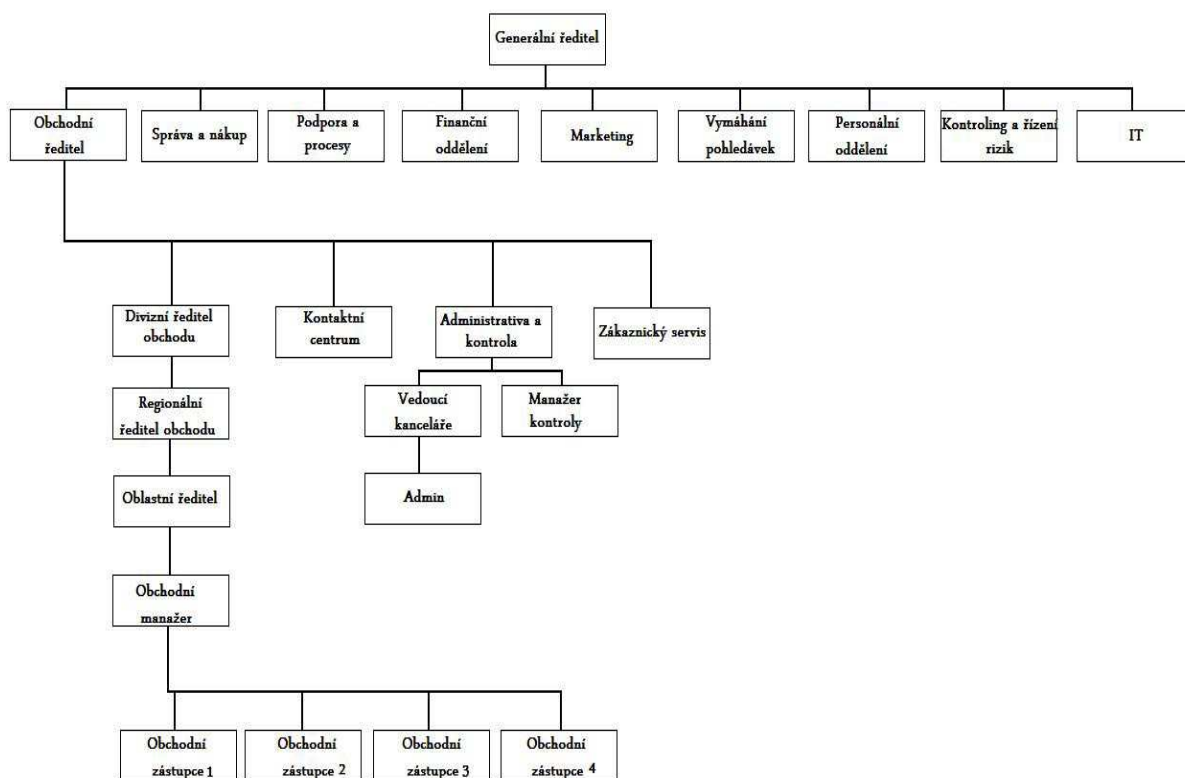 Generální ředitel
Obchodní
ředitel
Správa a nákup
Podpora a
procesy
Finanční
oddělení
Marketing
Vymáhání
pohledávek
Personální
oddělení
Kontroling a řízení
rizik
IT
Divizní ředitel
obchodu
Kontaktní
centrum
Administrativa a
kontrola
Zákaznický servis
Regionální
ředitel obchodu
Vedoucí
kanceláře
Manažer
kontroly
Oblastní ředitel
Admin
Obchodní
manažer
Obchodní
zástupce 1
Obchodní
zástupce 2
Obchodní
zástupce 3
Obchodní
zástupce 4